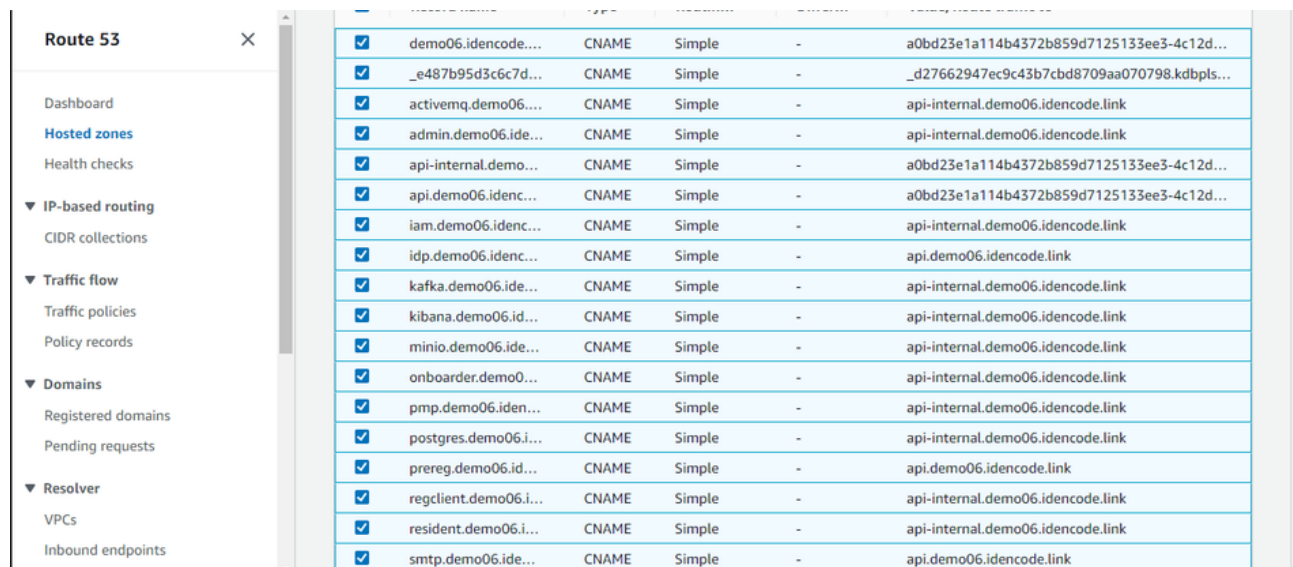 Route 53
Dashboard
Hosted zones
Health checks
IP-based routing
CIDR collections
Traffic flow
Traffic policies
Policy records
Domains
Registered domains
Pending requests
Resolver
VPCs
Inbound endpoints
demo06.idencode.... CNAME Simple - a0bd23e1a114b4372b859d7125133ee3-4c12d...
_e487b95d3c6c7d... CNAME Simple - _d27662947ec9c43b7cbd8709aa070798.kdbpls...
activemq.demo06.... CNAME Simple - api-internal.demo06.idencode.link
admin.demo06.ide... CNAME Simple - api-internal.demo06.idencode.link
api-internal.demo... CNAME Simple - a0bd23e1a114b4372b859d7125133ee3-4c12d...
api.demo06.idenc... CNAME Simple - a0bd23e1a114b4372b859d7125133ee3-4c12d...
iam.demo06.idenc... CNAME Simple - api-internal.demo06.idencode.link
idp.demo06.idenc... CNAME Simple - api.demo06.idencode.link
kafka.demo06.ide... CNAME Simple - api-internal.demo06.idencode.link
kibana.demo06.id... CNAME Simple - api-internal.demo06.idencode.link
minio.demo06.ide... CNAME Simple - api-internal.demo06.idencode.link
onboarder.demo0... CNAME Simple - api-internal.demo06.idencode.link
pmp.demo06.iden... CNAME Simple - api-internal.demo06.idencode.link
postgres.demo06.i... CNAME Simple - api-internal.demo06.idencode.link
prereg.demo06.id... CNAME Simple - api.demo06.idencode.link
regclient.demo06.i... CNAME Simple - api-internal.demo06.idencode.link
resident.demo06.i... CNAME Simple - api-internal.demo06.idencode.link
smtp.demo06.ide... CNAME Simple - api.demo06.idencode.link